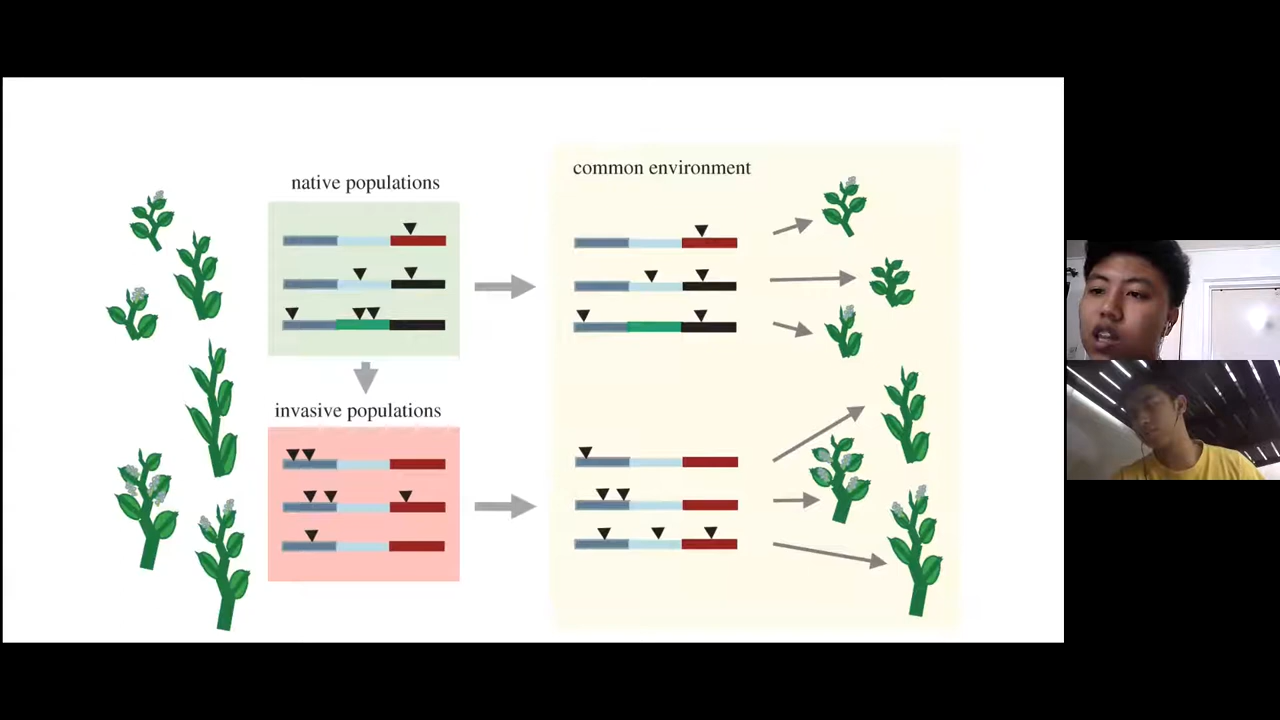 native populations
common environment
invasive populations